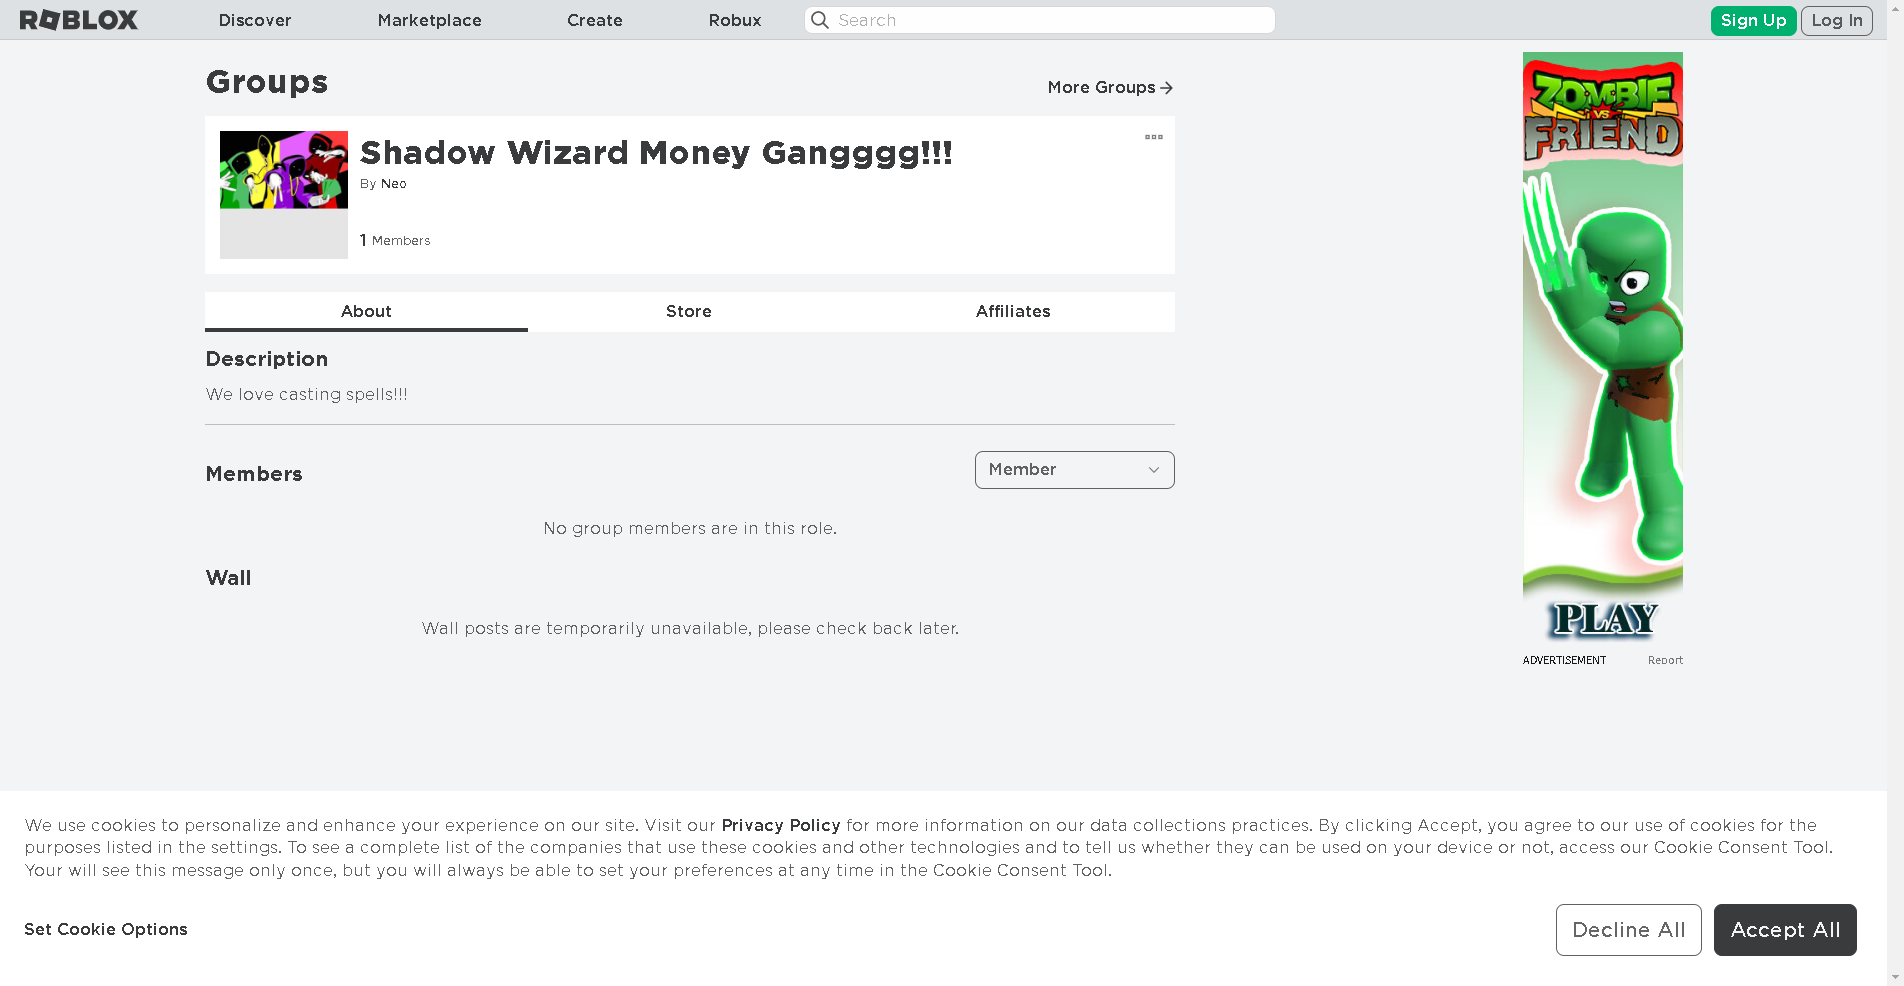 ROBLOX Discover Marketplace Create Robux Search Sign Up Log In
Groups
More Groups
Shadow Wizard Money Gangggg!!!
By Neo
1 Members
About Store Affiliates
Description
We love casting spells!!!
Members
Member
No group members are in this role.
Wall
Wall posts are temporarily unavailable, please check back later.
ZOMBIE
VS
FRIEND
PLAY
ADVERTISEMENT Report
We use cookies to personalize and enhance your experience on our site. Visit our Privacy Policy for more information on our data collections practices. By clicking Accept, you agree to our use of cookies for the
purposes listed in the settings. To see a complete list of the companies that use these cookies and other technologies and to tell us whether they can be used on your device or not, access our Cookie Consent Tool.
Your will see this message only once, but you will always be able to set your preferences at any time in the Cookie Consent Tool.
Set Cookie Options
Decline All Accept All